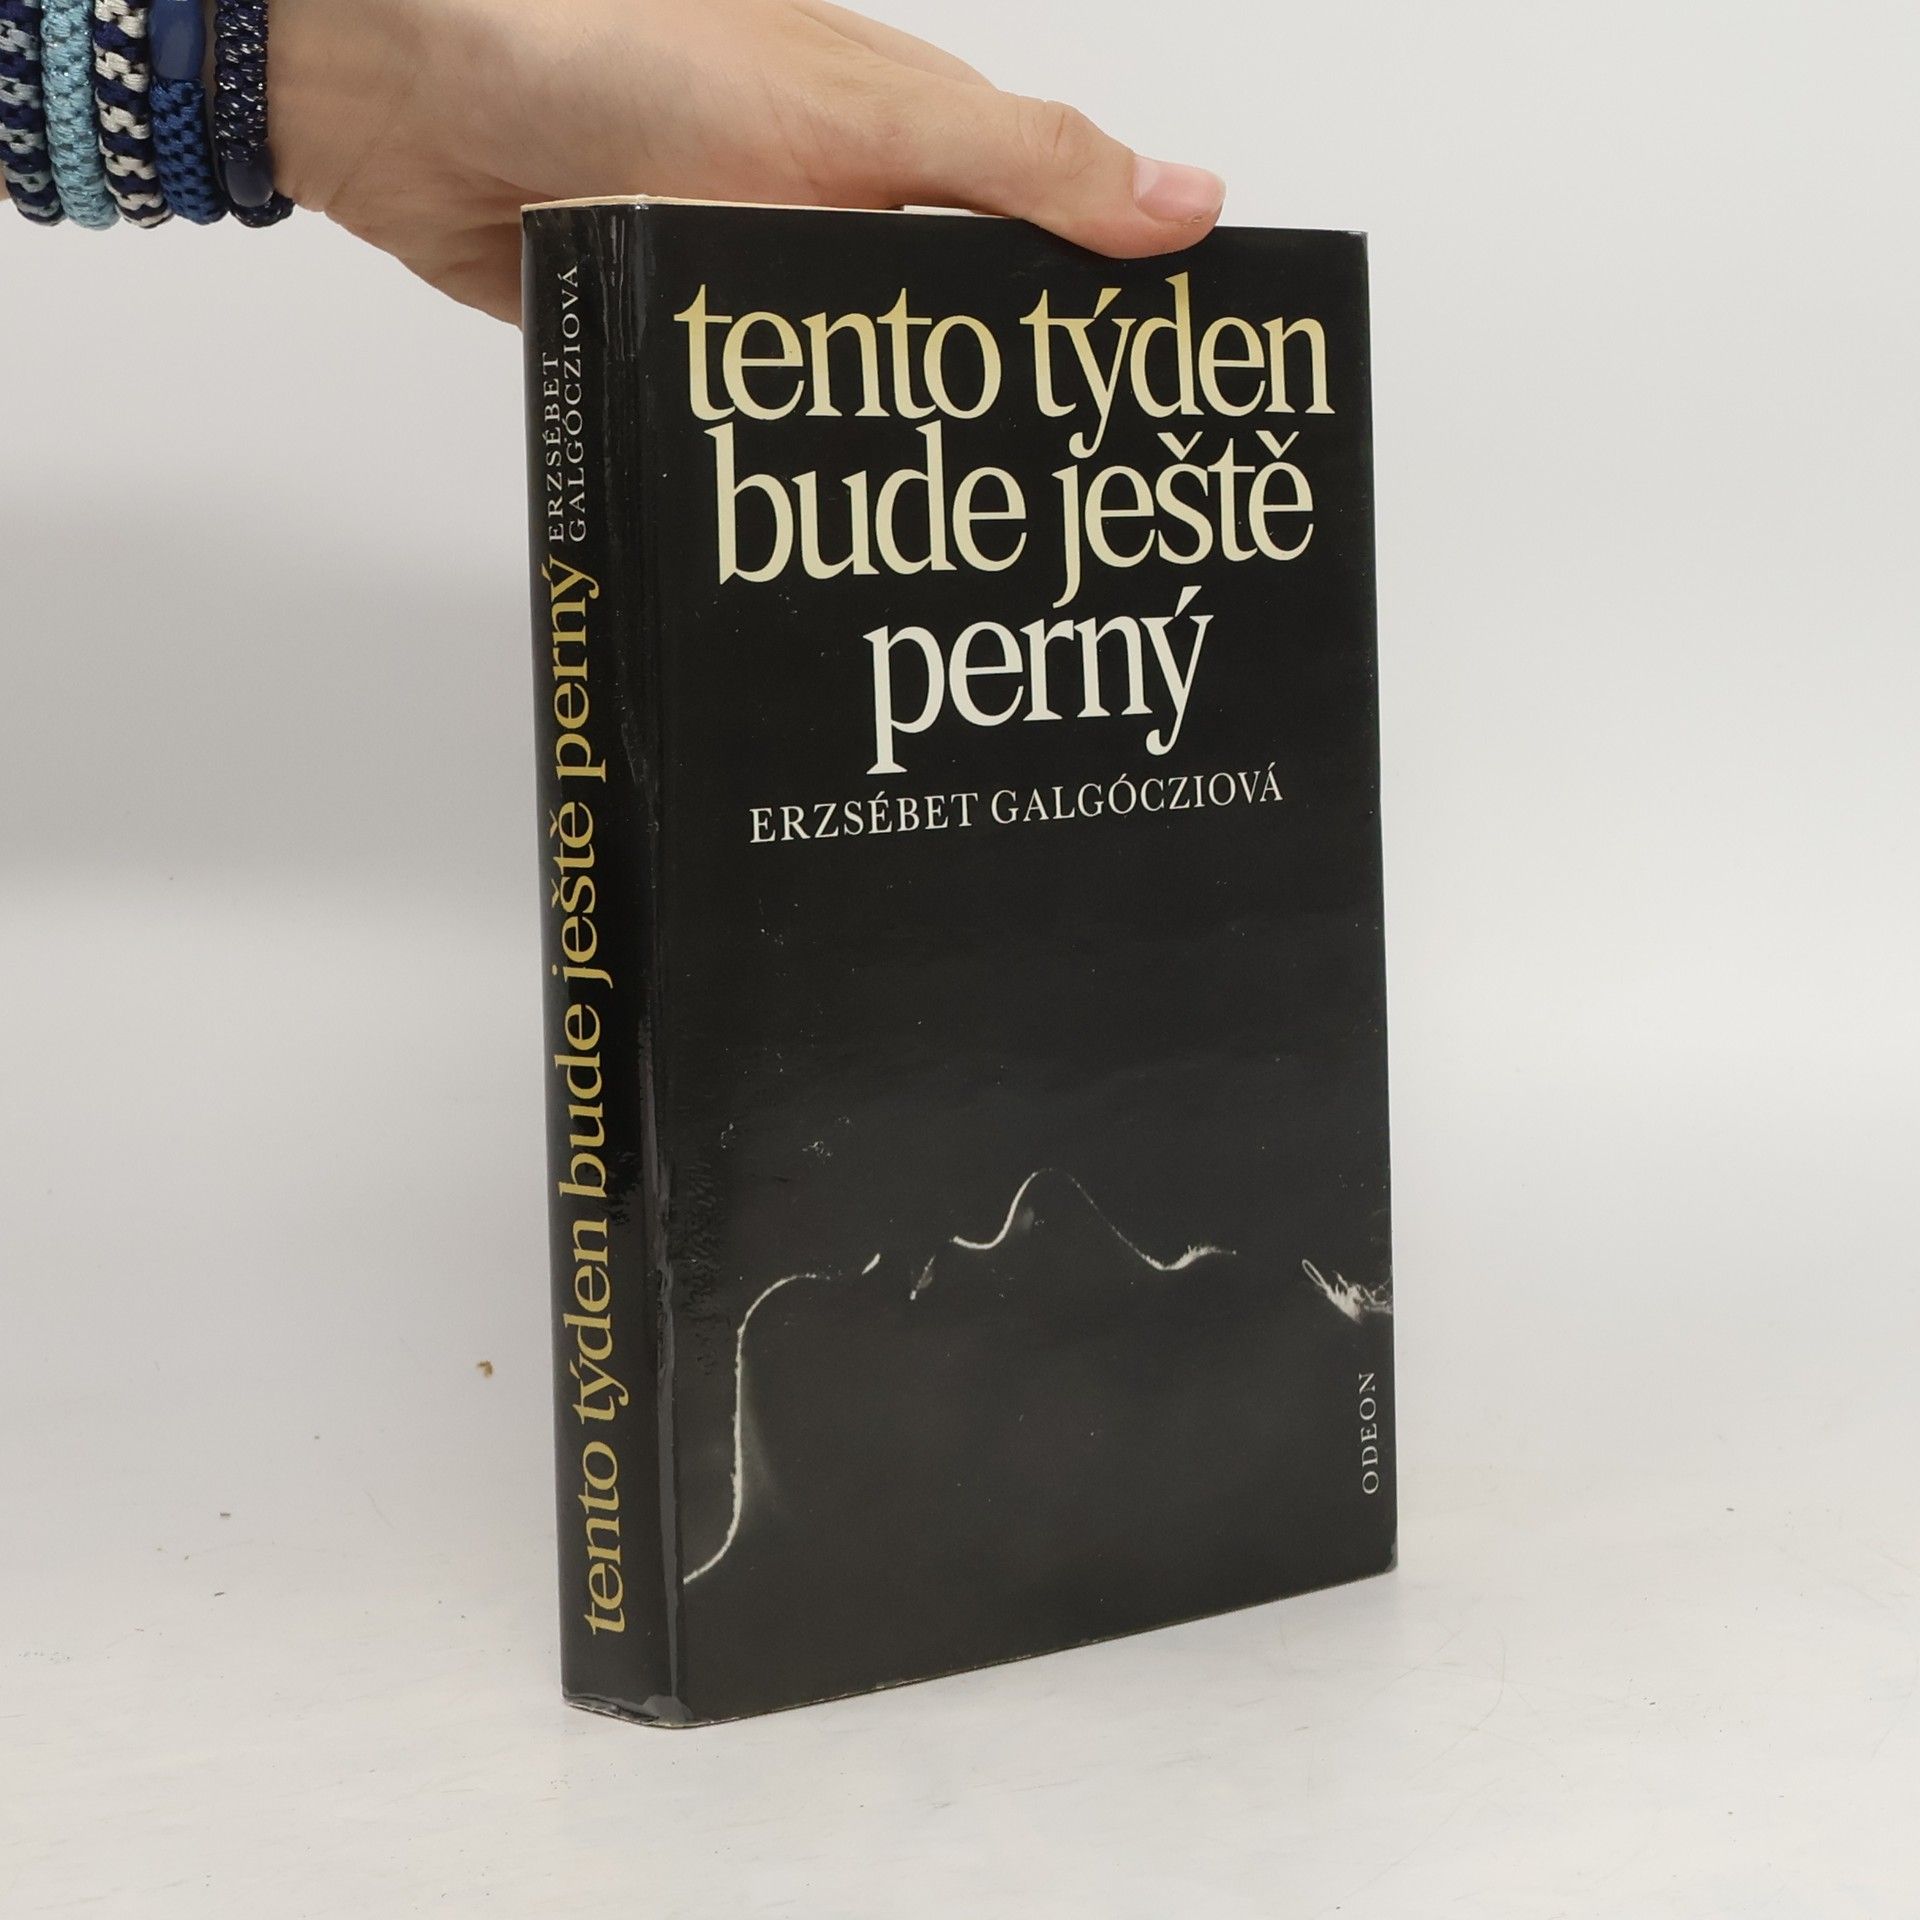 tento týden
bude ještě
perný
ERZSÉBET GALGÓCZIOVÁ
ODEON
tento týden bude ještě perný
ERZSÉBET
GALGÓCZIOVÁ